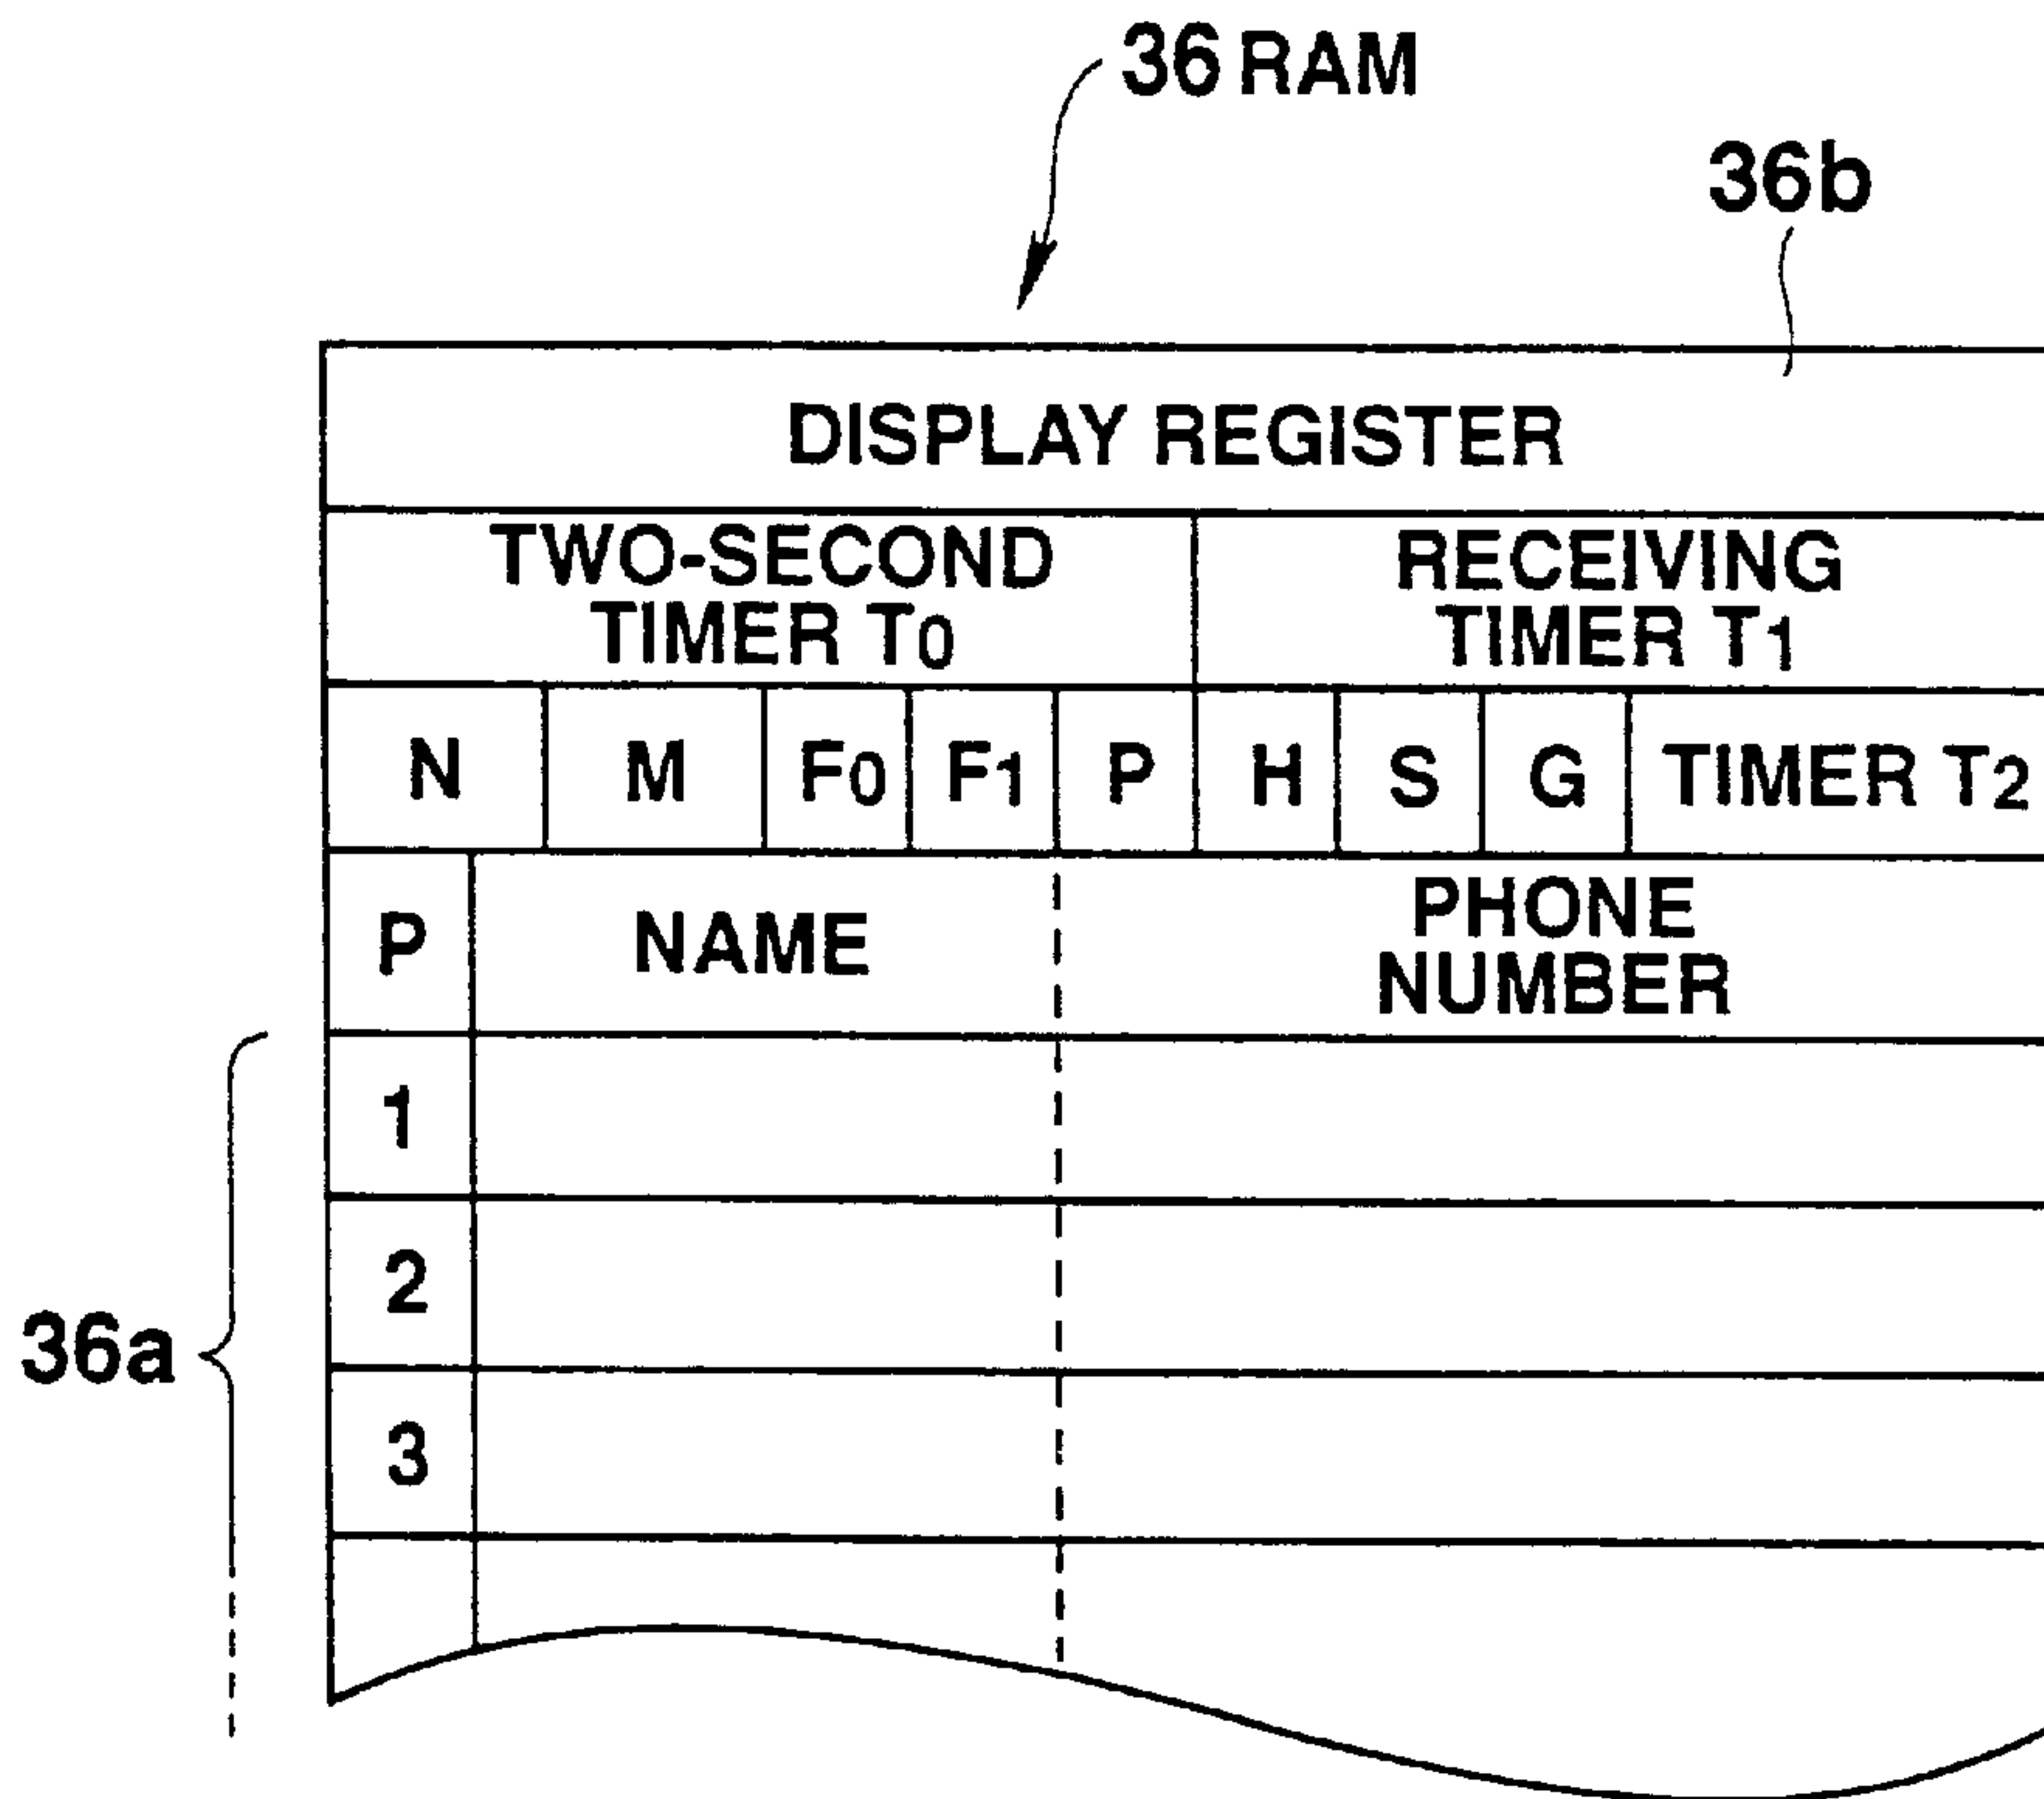 36 RAM
36b
DISPLAY REGISTER
TWO-SECOND
TIMER T0
RECEIVING
TIMER T1
N M F0 F1 P H S G TIMER T2
P NAME PHONE
NUMBER
1
2
36a
3